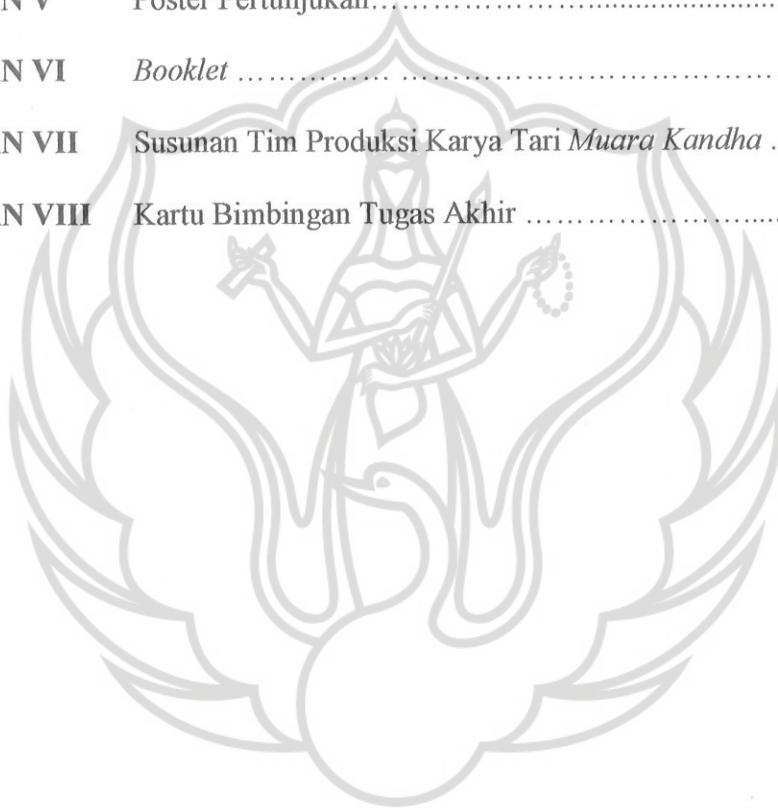 N V Poster Pertunjukan…………………….......................
N VI Booklet …………… ……………………………………
N VII Susunan Tim Produksi Karya Tari Muara Kandha .
N VIII Kartu Bimbingan Tugas Akhir …………………......